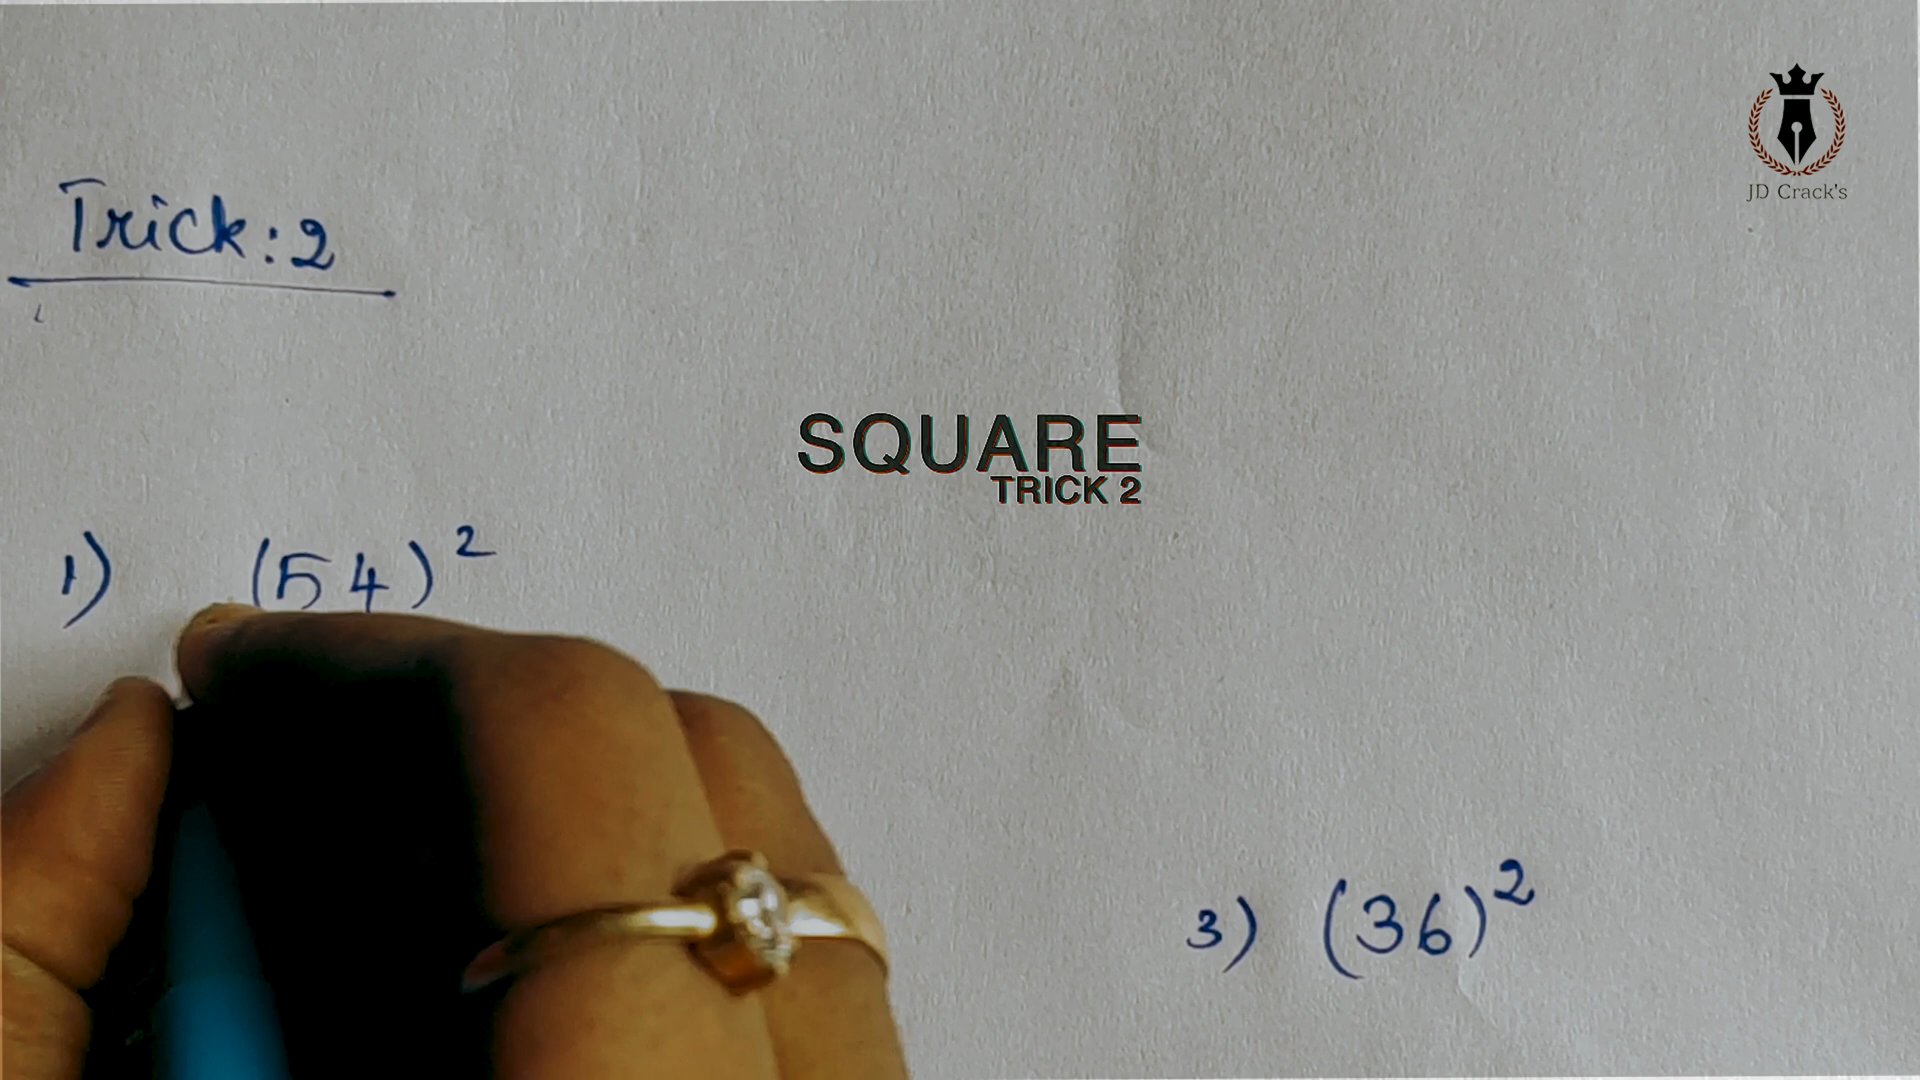 JD Crack's
Trick:2
SQUARE
TRICK 2
1) (54)²
3) (36)²